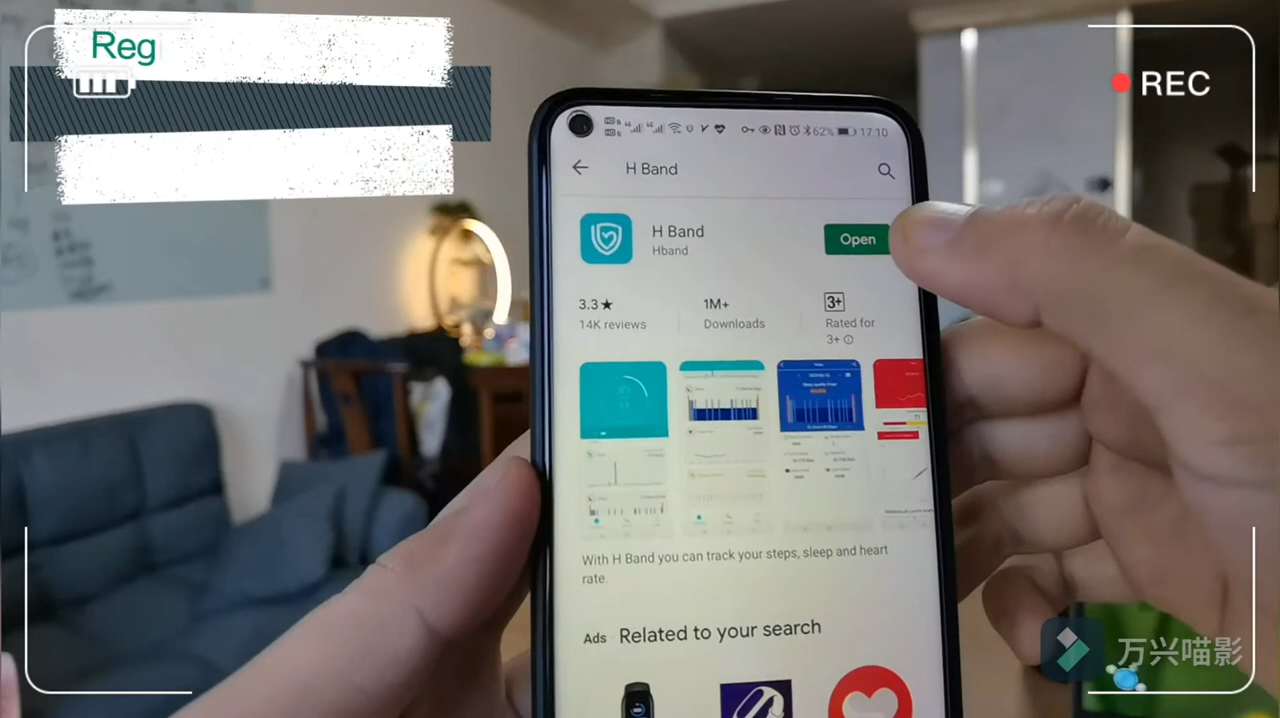 Reg
REC
62% 17:10
H Band
H Band
Hband
Open
3.3★
14K reviews
1M+
Downloads
3+
Rated for
3+
With H Band you can track your steps, sleep and heart
rate.
Ads Related to your search
万兴喵影